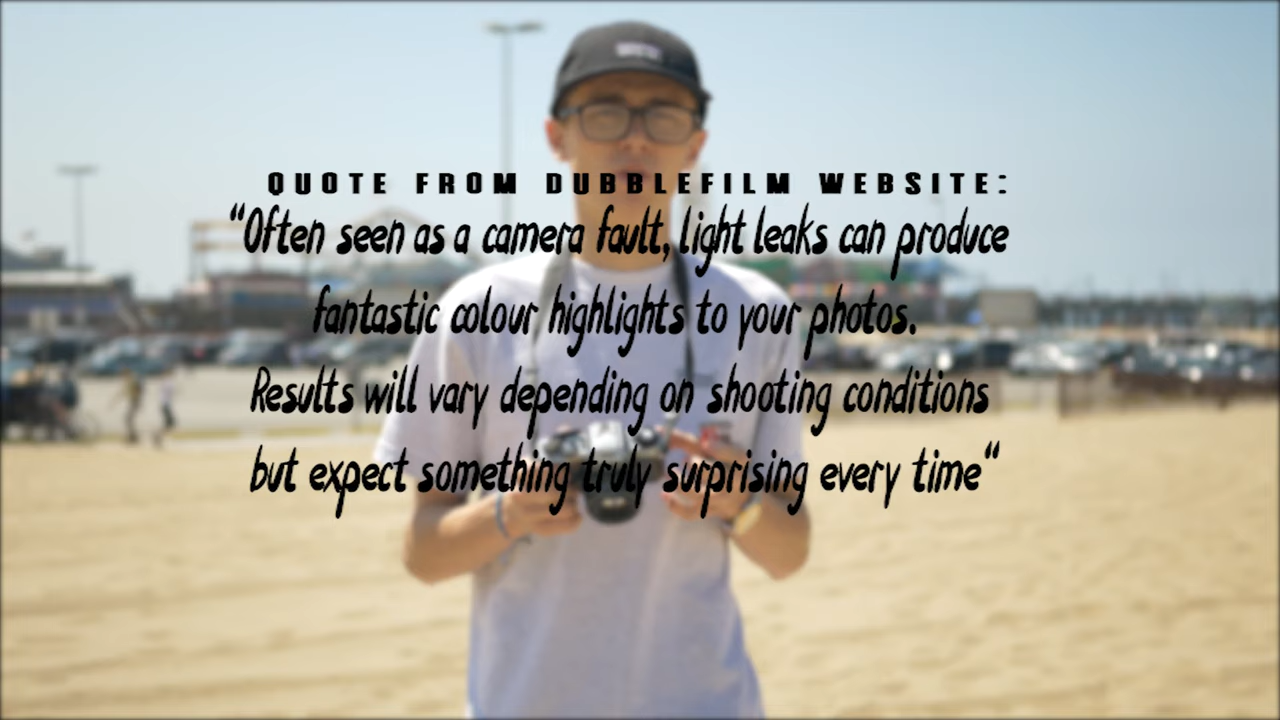 QUOTE FROM DUBBLEFILM WEBSITE:
“Often seen as a camera fault, light leaks can produce
fantastic colour highlights to your photos.
Results will vary depending on shooting conditions
but expect something truly surprising every time“